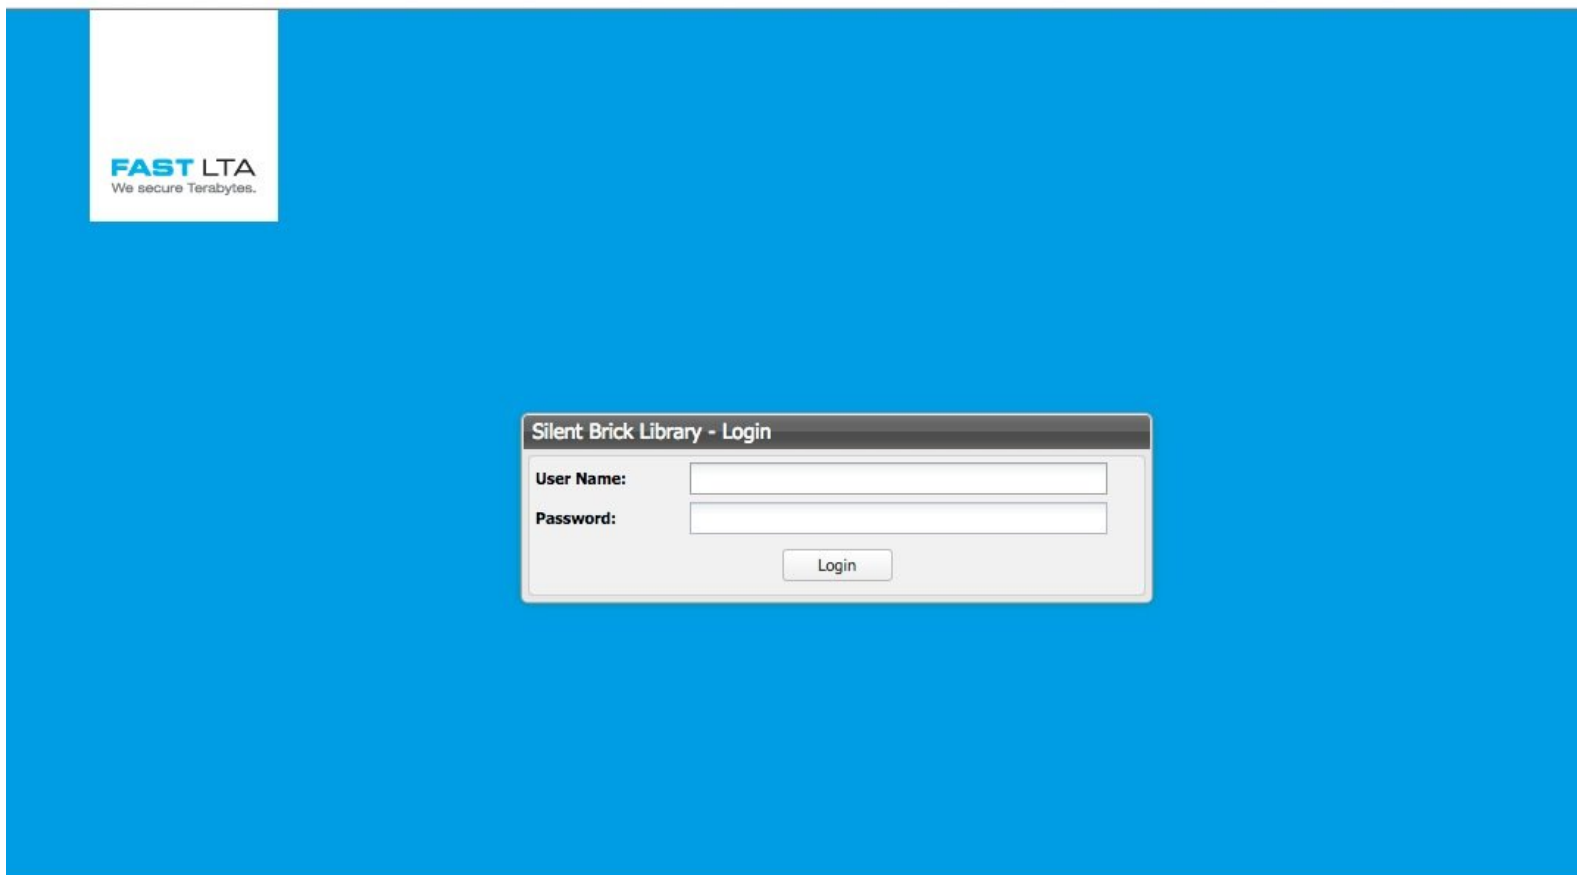 FAST LTA
We secure Terabytes.
Silent Brick Library - Login
User Name:
Password:
Login